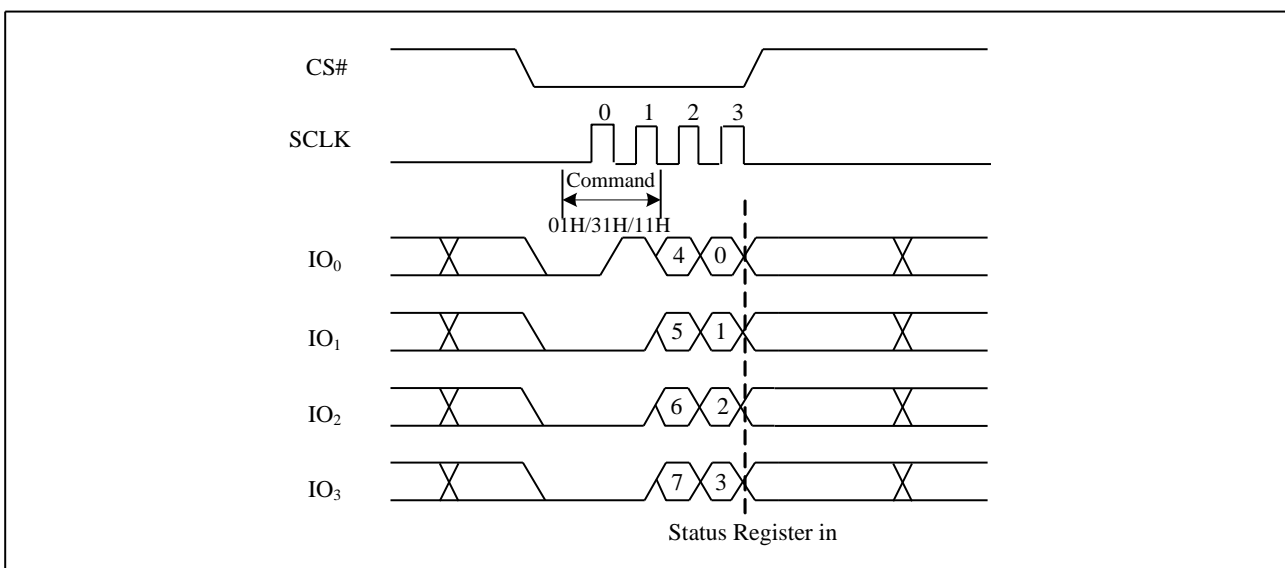 CS#
0 1 2 3
SCLK
Command
01H/31H/11H
IO₀ 4 0
IO₁ 5 1
IO₂ 6 2
IO₃ 7 3
Status Register in